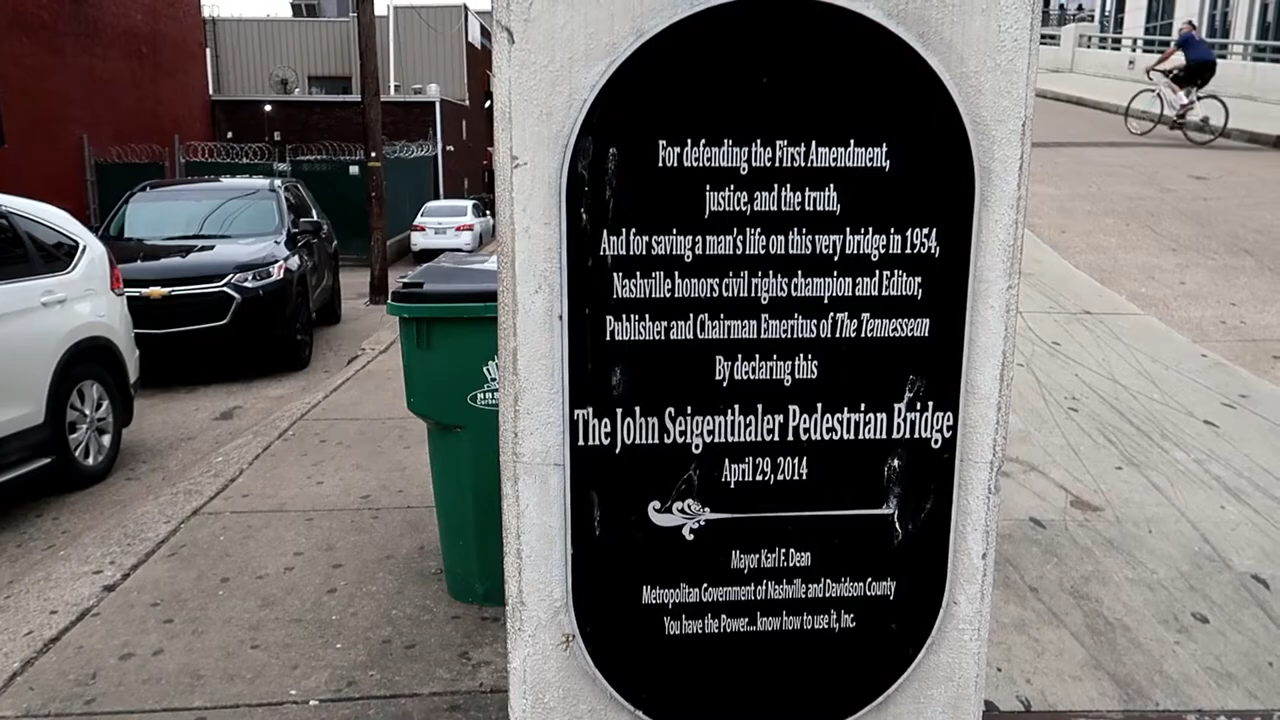 For defending the First Amendment,
justice, and the truth,
And for saving a man's life on this very bridge in 1954,
Nashville honors civil rights champion and Editor,
Publisher and Chairman Emeritus of The Tennessean
By declaring this
The John Seigenthaler Pedestrian Bridge
April 29, 2014
Mayor Karl F. Dean
Metropolitan Government of Nashville and Davidson County
You have the Power...know how to use it, Inc.